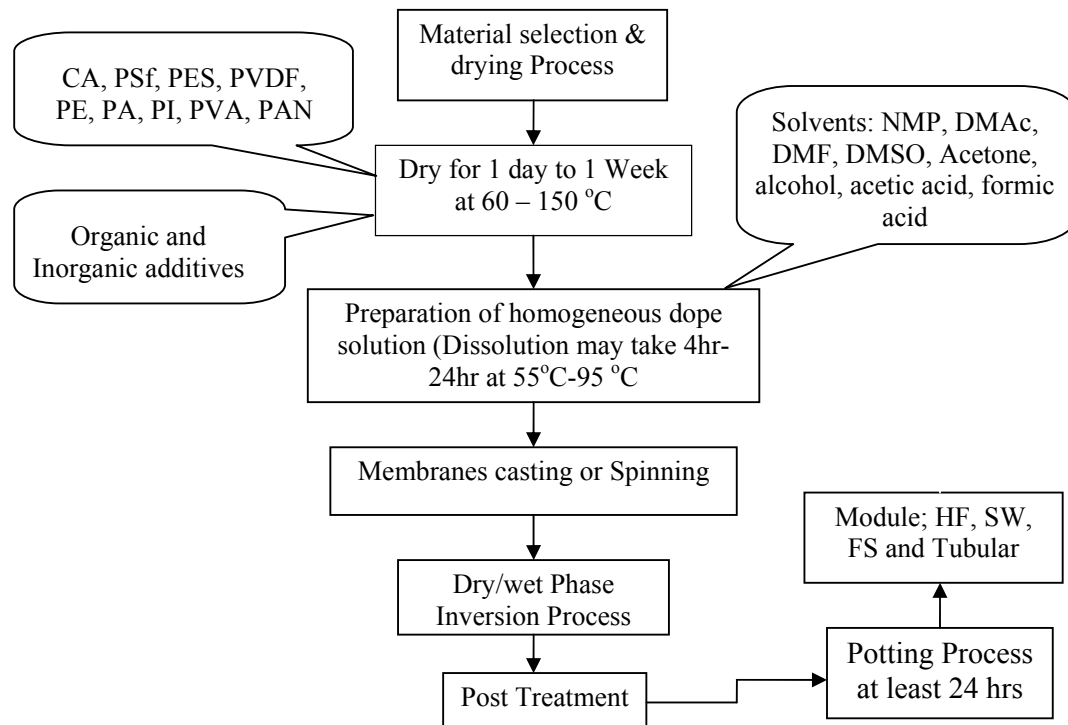 Material selection &
drying Process
CA, PSf, PES, PVDF,
PE, PA, PI, PVA, PAN
Solvents: NMP, DMAc,
DMF, DMSO, Acetone,
alcohol, acetic acid, formic
acid
Dry for 1 day to 1 Week
at 60 – 150 °C
Organic and
Inorganic additives
Preparation of homogeneous dope
solution (Dissolution may take 4hr-
24hr at 55°C-95 °C
Membranes casting or Spinning
Module; HF, SW,
FS and Tubular
Dry/wet Phase
Inversion Process
Potting Process
at least 24 hrs
Post Treatment